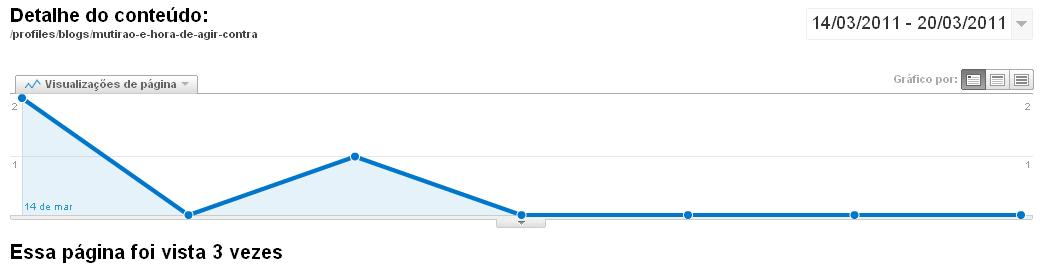 Detalhe do conteúdo:
/profiles/blogs/mutirao-e-hora-de-agir-contra
14/03/2011 - 20/03/2011
Visualizações de página
Gráfico por:
2 2
1 1
14 de mar
Essa página foi vista 3 vezes